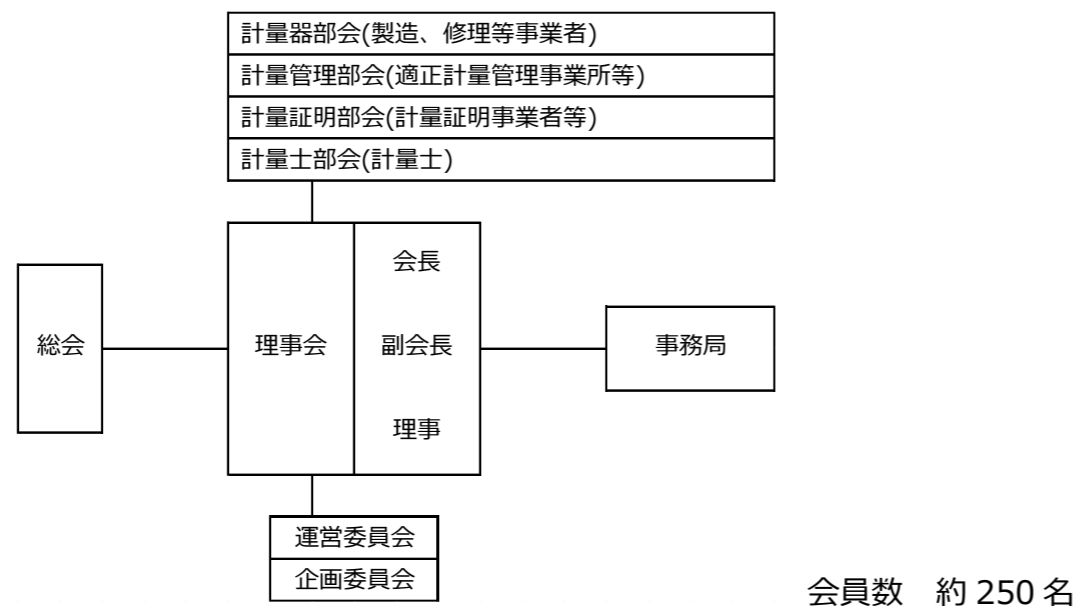 計量器部会(製造、修理等事業者)
計量管理部会(適正計量管理事業所等)
計量証明部会(計量証明事業者等)
計量士部会(計量士)
総会
理事会
会長
副会長
理事
事務局
運営委員会
企画委員会
会員数　約 250 名